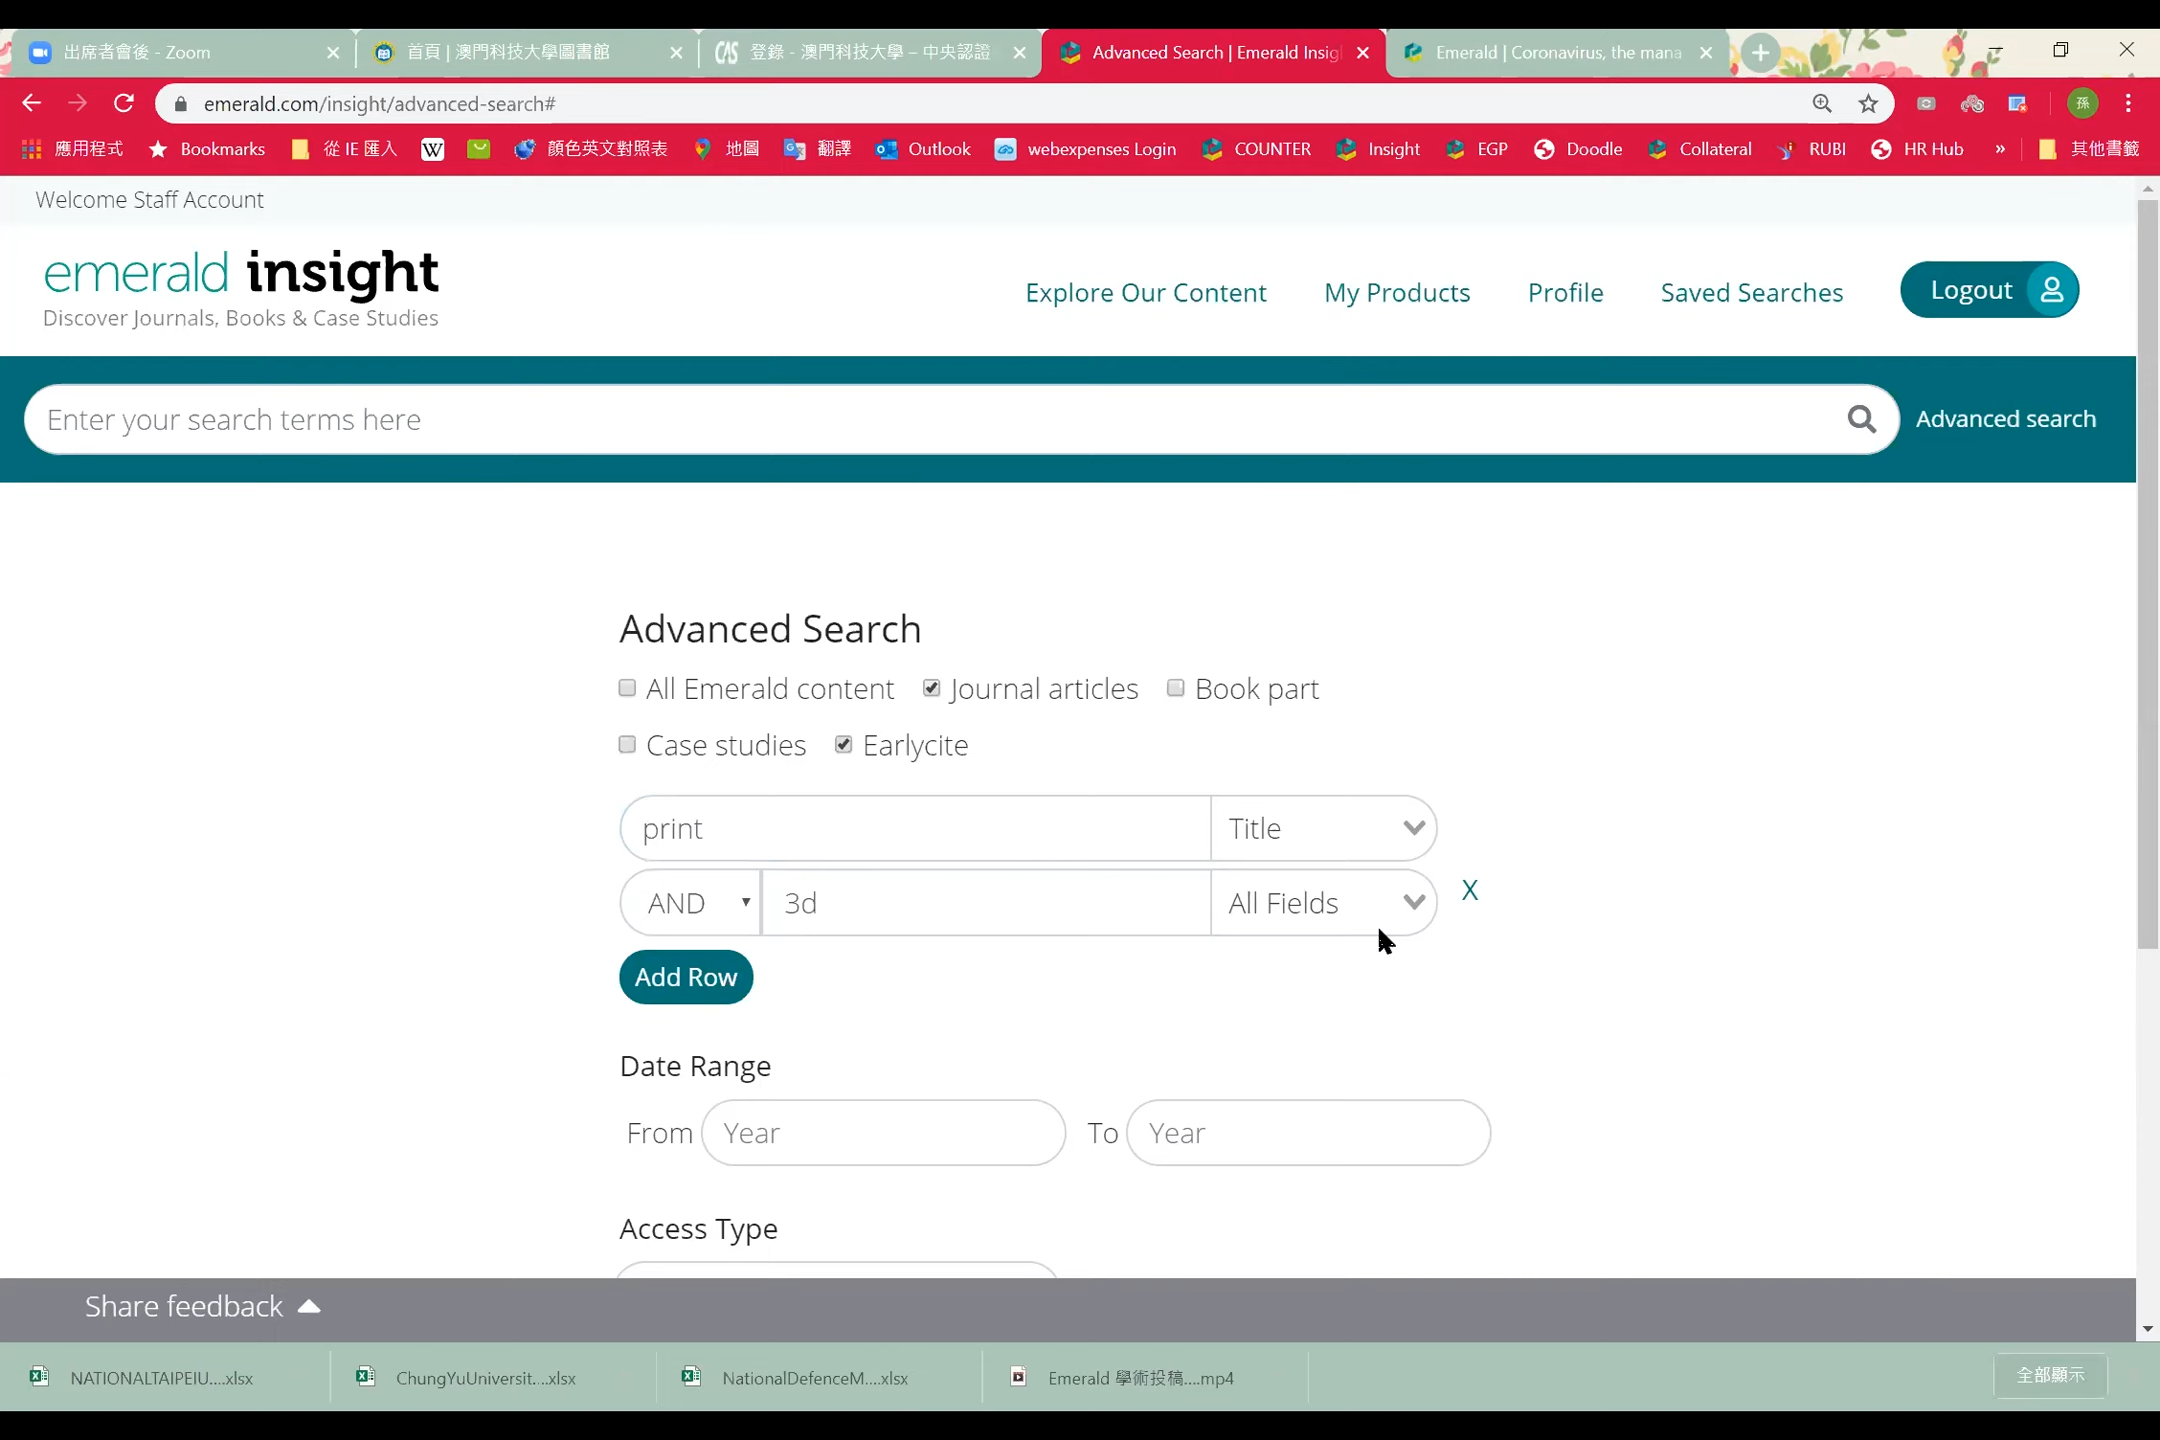 出席者會後 - Zoom
首頁 | 澳門科技大學圖書館
CAS 登錄 - 澳門科技大學 – 中央認證
Advanced Search | Emerald Insig
Emerald | Coronavirus, the mana
emerald.com/insight/advanced-search#
孫
應用程式
Bookmarks
從 IE 匯入
W
顏色英文對照表
地圖
翻譯
Outlook
webexpenses Login
COUNTER
Insight
EGP
Doodle
Collateral
RUBI
HR Hub
»
其他書籤
Welcome Staff Account
emerald insight
Discover Journals, Books & Case Studies
Explore Our Content
My Products
Profile
Saved Searches
Logout
Enter your search terms here
Advanced search
Advanced Search
All Emerald content Journal articles Book part
Case studies Earlycite
print Title
AND 3d All Fields X
Add Row
Date Range
From Year To Year
Access Type
Share feedback
NATIONALTAIPEIU....xlsx
ChungYuUniversit....xlsx
NationalDefenceM....xlsx
Emerald 學術投稿....mp4
全部顯示